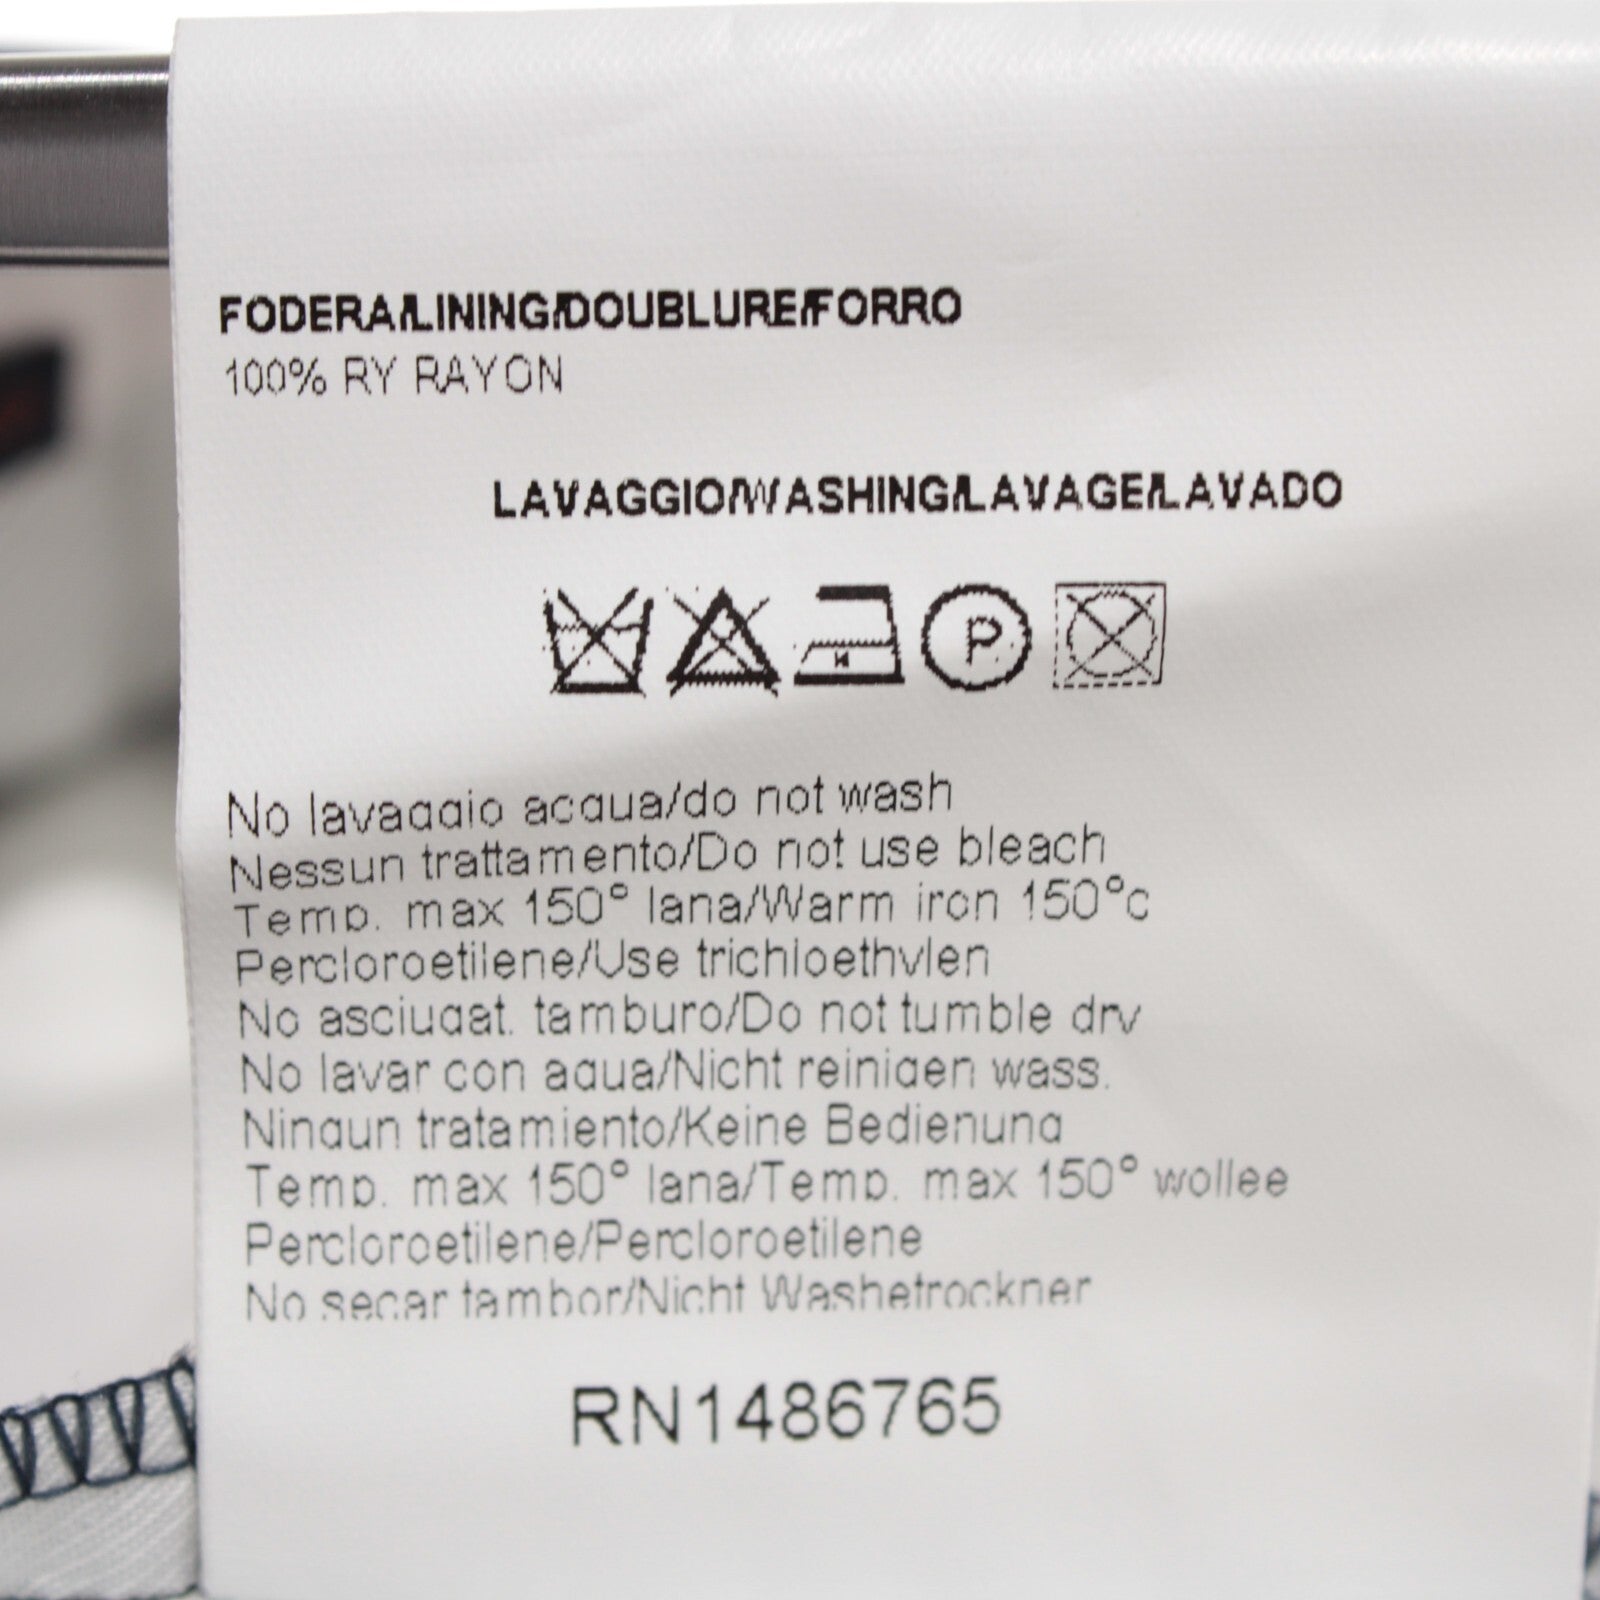 FODERA/LINING/DOUBLURE/FORRO
100% RY RAYON
LAVAGGIO/WASHING/LAVAGE/LAVADO
P
No lavaggio acqua/do not wash
Nessun trattamento/Do not use bleach
Temp. max 150° lana/Warm iron 150°c
Percloroetilene/Use trichloethylen
No asciugat. tamburo/Do not tumble dry
No lavar con agua/Nicht reinigen wass.
Ningun tratamiento/Keine Bedienung
Temp. max 150° lana/Temp. max 150° wollee
Percloroetilene/Percloroetilene
No secar tambor/Nicht Washetrockner
RN1486765